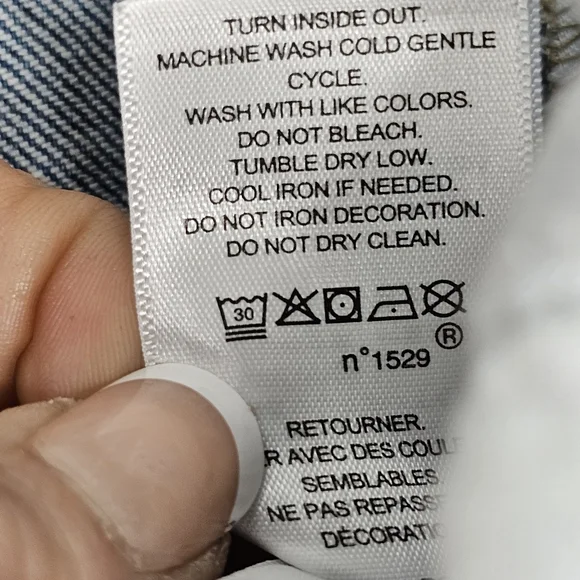 TURN INSIDE OUT.
MACHINE WASH COLD GENTLE
CYCLE.
WASH WITH LIKE COLORS.
DO NOT BLEACH.
TUMBLE DRY LOW.
COOL IRON IF NEEDED.
DO NOT IRON DECORATION.
DO NOT DRY CLEAN.
30
®
n°1529
RETOURNER.
AVEC DES
SEMBLABLES
NE PAS